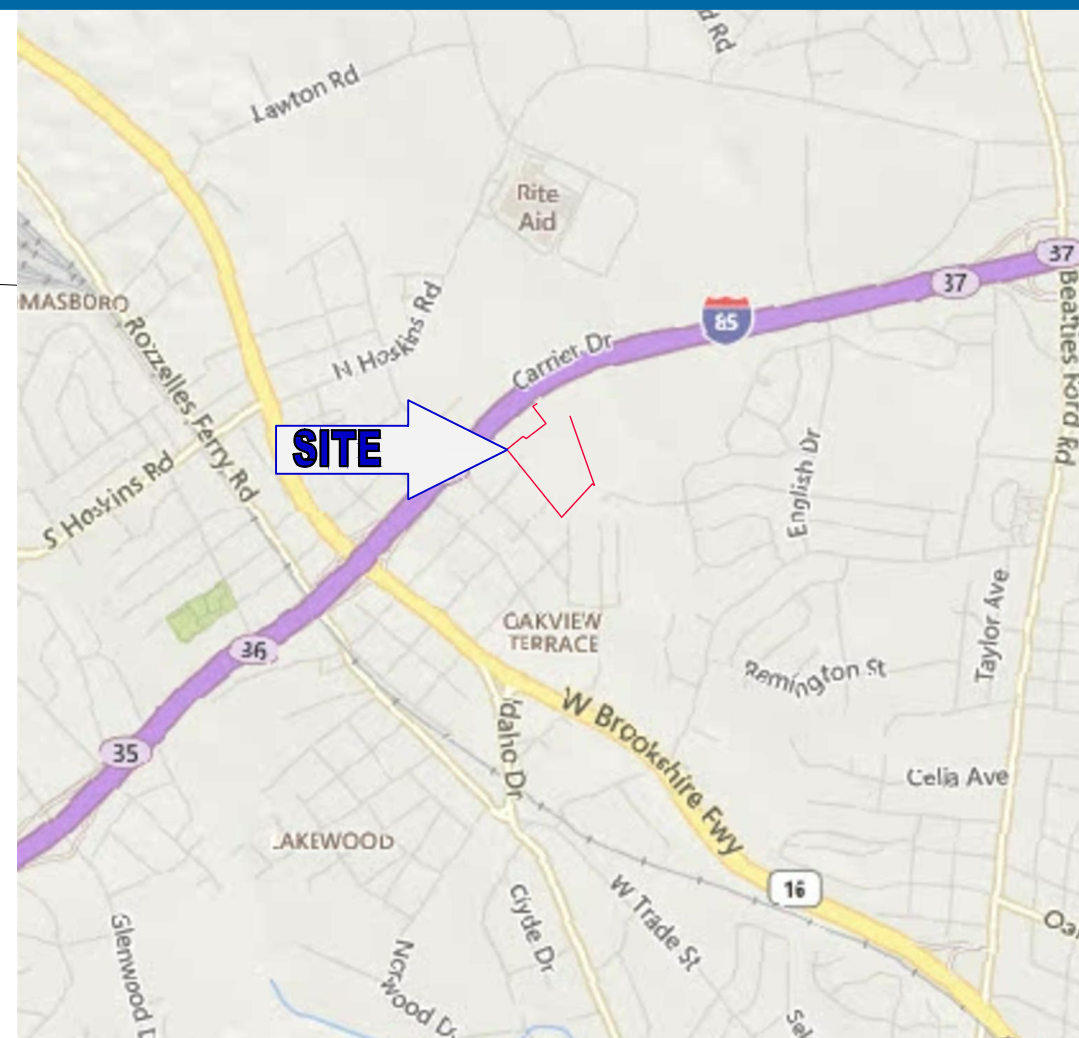 d Rd
Lawton Rd
Rite
Aid
37
37
MASBORO
85
N Hoskins Rd
Carrier Dr
Beatties Ford Rd
Rozzelles Ferry Rd
SITE
S Hoskins Rd
English Dr
OAKVIEW
TERRACE
Taylor Ave
36
Remington St
Idaho Dr
W Brookshire Fwy
35
Celia Ave
LAKEWOOD
16
Clyde Dr
W Trade St
Oa
Glenwood D
Norwood Dr
Sel